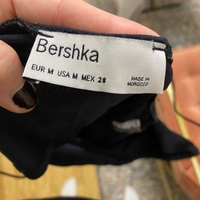 Bershka
EUR M USA M MEX 28
MADE IN
MOROCCO